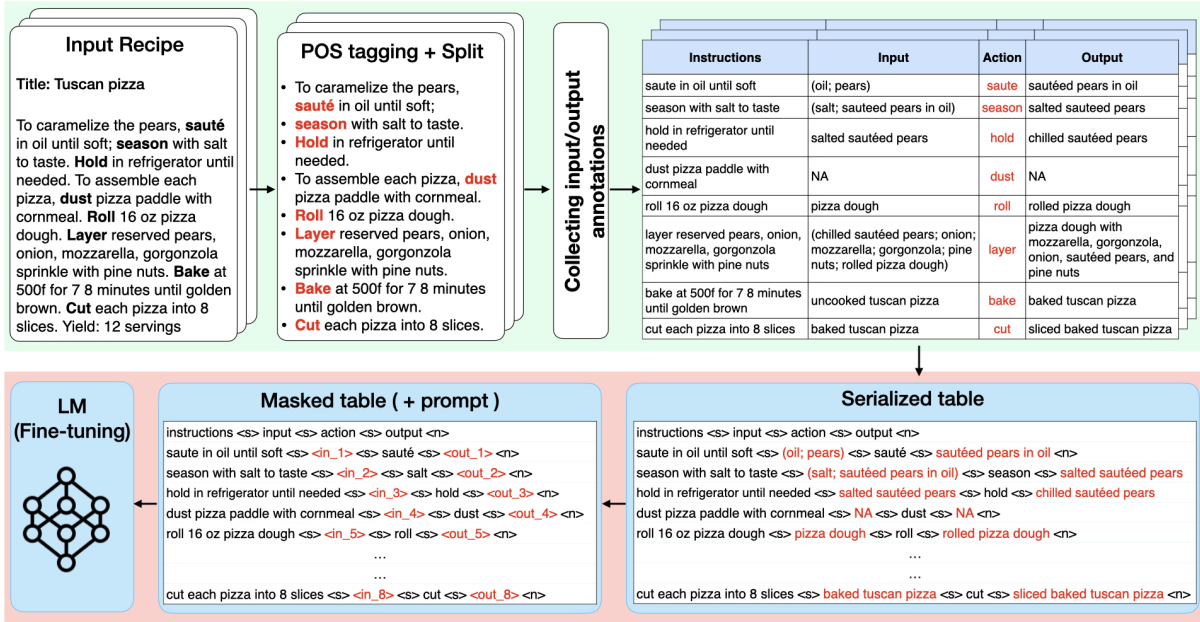 Input Recipe
Title: Tuscan pizza
To caramelize the pears, sauté
in oil until soft; season with salt
to taste. Hold in refrigerator until
needed. To assemble each
pizza, dust pizza paddle with
cornmeal. Roll 16 oz pizza
dough. Layer reserved pears,
onion, mozzarella, gorgonzola
sprinkle with pine nuts. Bake at
500f for 7 8 minutes until golden
brown. Cut each pizza into 8
slices. Yield: 12 servings
POS tagging + Split
• To caramelize the pears,
sauté in oil until soft;
• season with salt to taste.
• Hold in refrigerator until
needed.
• To assemble each pizza, dust
pizza paddle with cornmeal.
• Roll 16 oz pizza dough.
• Layer reserved pears, onion,
mozzarella, gorgonzola
sprinkle with pine nuts.
• Bake at 500f for 7 8 minutes
until golden brown.
• Cut each pizza into 8 slices.
Collecting input/output
annotations
Instructions Input Action Output
saute in oil until soft (oil; pears) saute sautéed pears in oil
season with salt to taste (salt; sauteed pears in oil) season salted sauteed pears
hold in refrigerator until
needed salted sautéed pears hold chilled sautéed pears
dust pizza paddle with
cornmeal NA dust NA
roll 16 oz pizza dough pizza dough roll rolled pizza dough
layer reserved pears, onion,
mozzarella, gorgonzola
sprinkle with pine nuts
(chilled sautéed pears; onion;
mozzarella; gorgonzola; pine
nuts; rolled pizza dough)
layer
pizza dough with
mozzarella, gorgonzola,
onion, sautéed pears, and
pine nuts
bake at 500f for 7 8 minutes
until golden brown uncooked tuscan pizza bake baked tuscan pizza
cut each pizza into 8 slices baked tuscan pizza cut sliced baked tuscan pizza
LM
(Fine-tuning)
Masked table ( + prompt )
instructions <s> input <s> action <s> output <n>
saute in oil until soft <s> <in_1> <s> sauté <s> <out_1> <n>
season with salt to taste <s> <in_2> <s> salt <s> <out_2> <n>
hold in refrigerator until needed <s> <in_3> <s> hold <s> <out_3> <n>
dust pizza paddle with cornmeal <s> <in_4> <s> dust <s> <out_4> <n>
roll 16 oz pizza dough <s> <in_5> <s> roll <s> <out_5> <n>
...
...
cut each pizza into 8 slices <s> <in_8> <s> cut <s> <out_8> <n>
Serialized table
instructions <s> input <s> action <s> output <n>
saute in oil until soft <s> (oil; pears) <s> sauté <s> sautéed pears in oil <n>
season with salt to taste <s> (salt; sautéed pears in oil) <s> season <s> salted sautéed pears
hold in refrigerator until needed <s> salted sautéed pears <s> hold <s> chilled sautéed pears
dust pizza paddle with cornmeal <s> NA <s> dust <s> NA <n>
roll 16 oz pizza dough <s> pizza dough <s> roll <s> rolled pizza dough <n>
...
...
cut each pizza into 8 slices <s> baked tuscan pizza <s> cut <s> sliced baked tuscan pizza <n>